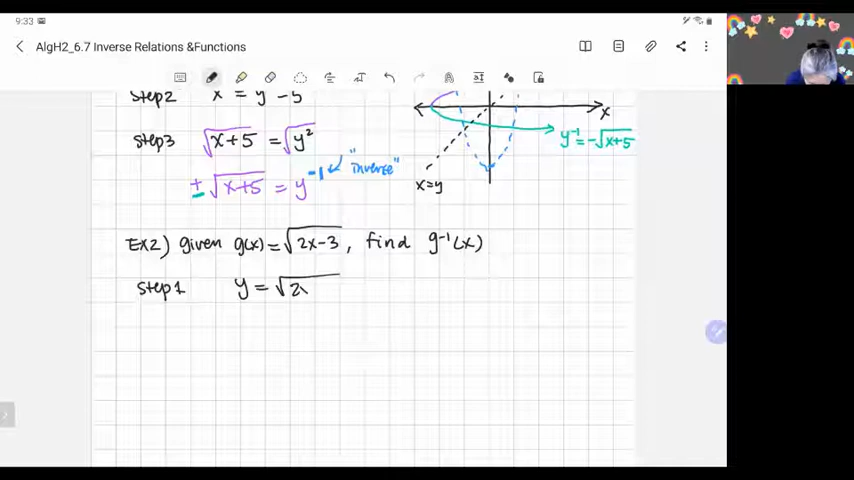 9:33
AlgH2_6.7 Inverse Relations &Functions
Step2 x = y -5
x
Step3 √x+5 = √y²
y⁻¹ = -√x+5
"inverse"
± √x+5 = y⁻¹
x=y
Ex2) given g(x) = √2x-3 , find g⁻¹(x)
Step1 y = √2